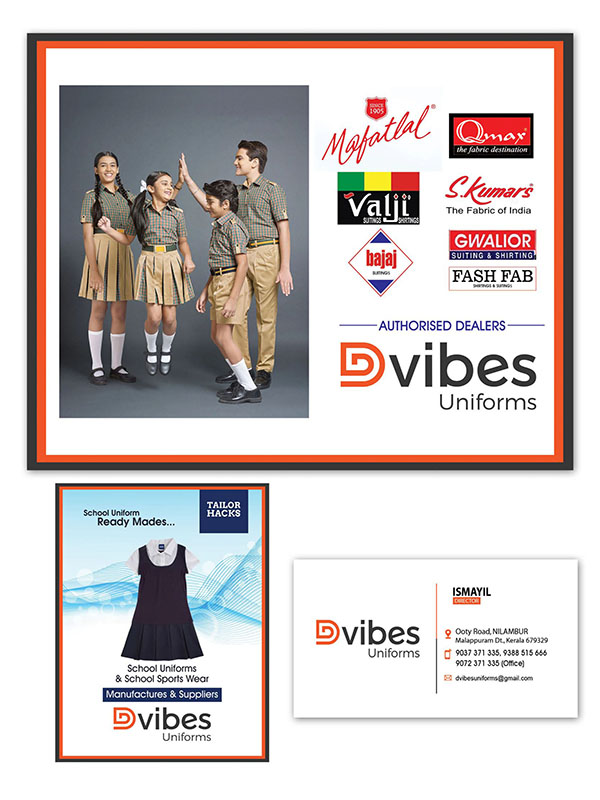 SINCE
1905
Mafatlal®
Qmax
the fabric destination
Valji
SUITINGS SHIRTINGS
S.Kumars
The Fabric of India
bajaj
SUITINGS
GWALIOR
SUITING & SHIRTING
FASH FAB
SHIRTINGS & SUITINGS
AUTHORISED DEALERS
Dvibes
Uniforms
School Uniform
Ready Mades...
TAILOR
HACKS
School Uniforms
& School Sports Wear
Manufactures & Suppliers
Dvibes
Uniforms
Dvibes
Uniforms
ISMAYIL
DIRECTOR
Ooty Road, NILAMBUR
Malappuram Dt., Kerala 679329
9037 371 335, 9388 515 666
9072 371 335 (Office)
dvibesuniforms@gmail.com